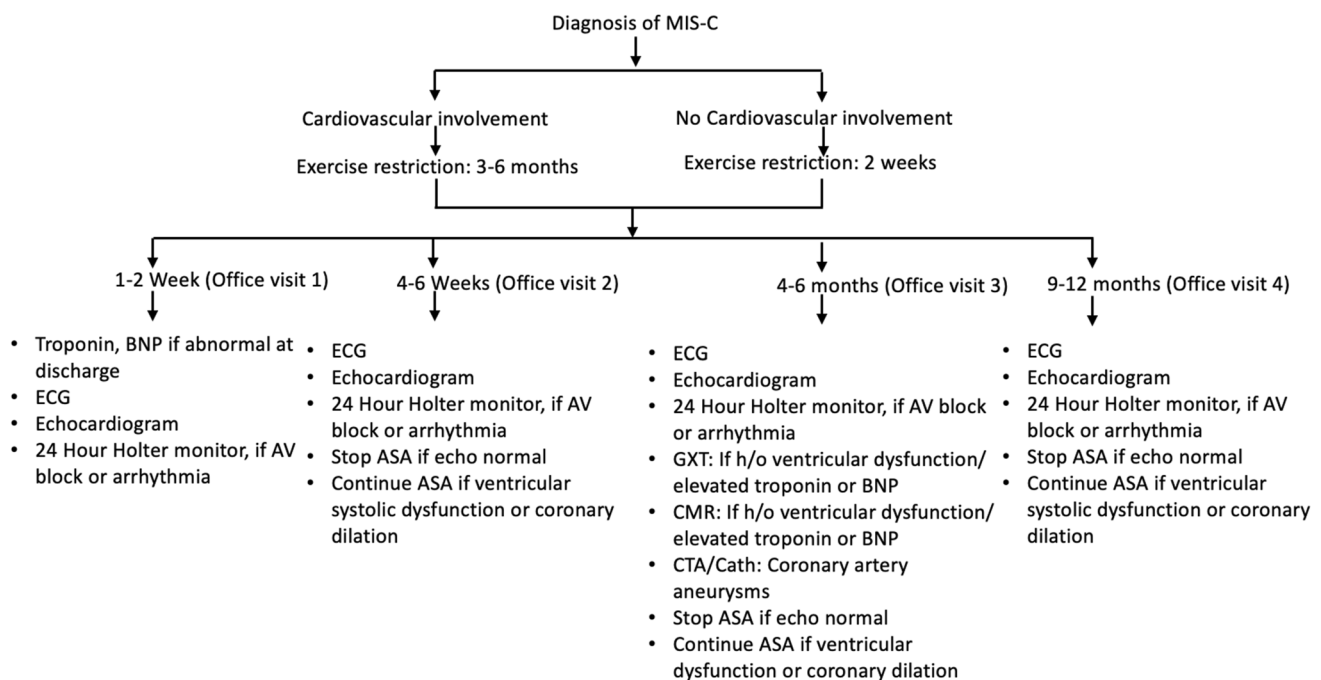 Diagnosis of MIS-C
Cardiovascular involvement
No Cardiovascular involvement
Exercise restriction: 3-6 months
Exercise restriction: 2 weeks
1-2 Week (Office visit 1)
4-6 Weeks (Office visit 2)
4-6 months (Office visit 3)
9-12 months (Office visit 4)
• Troponin, BNP if abnormal at
discharge
• ECG
• Echocardiogram
• 24 Hour Holter monitor, if AV
block or arrhythmia
• ECG
• Echocardiogram
• 24 Hour Holter monitor, if AV
block or arrhythmia
• Stop ASA if echo normal
• Continue ASA if ventricular
systolic dysfunction or coronary
dilation
• ECG
• Echocardiogram
• 24 Hour Holter monitor, if AV block
or arrhythmia
• GXT: If h/o ventricular dysfunction/
elevated troponin or BNP
• CMR: If h/o ventricular dysfunction/
elevated troponin or BNP
• CTA/Cath: Coronary artery
aneurysms
• Stop ASA if echo normal
• Continue ASA if ventricular
dysfunction or coronary dilation
• ECG
• Echocardiogram
• 24 Hour Holter monitor, if AV
block or arrhythmia
• Stop ASA if echo normal
• Continue ASA if ventricular
systolic dysfunction or coronary
dilation